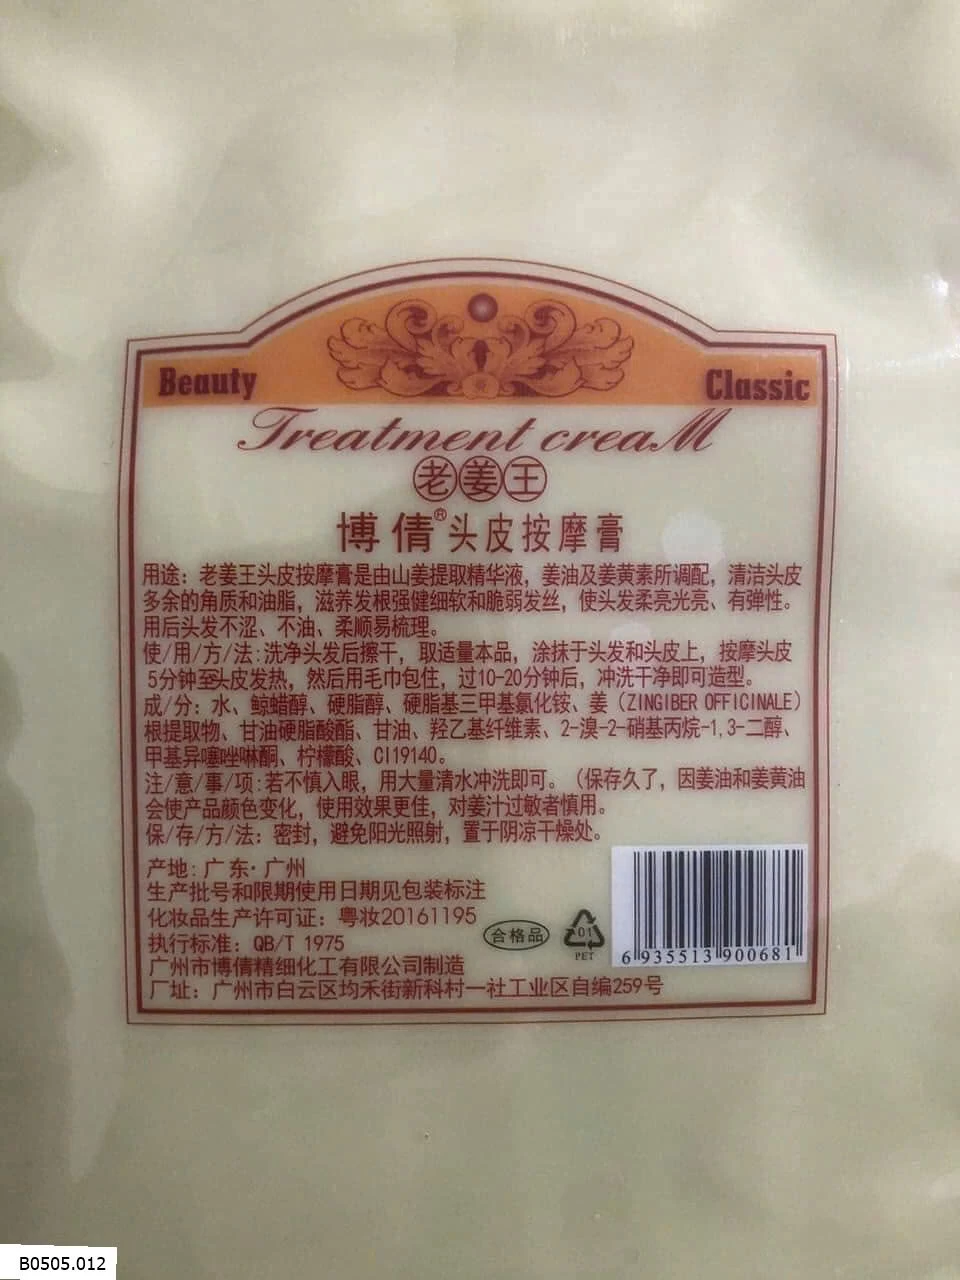 Beauty
Classic
Treatment creaM
老姜王
博倩®头皮按摩膏
用途：老姜王头皮按摩膏是由山姜提取精华液，姜油及姜黄素所调配，清洁头皮
多余的角质和油脂，滋养发根强健细软和脆弱发丝，使头发柔亮光亮、有弹性。
用后头发不涩、不油、柔顺易梳理。
使/用/方/法:洗净头发后擦干，取适量本品，涂抹于头发和头皮上，按摩头皮
5分钟至头皮发热，然后用毛巾包住，过10-20分钟后，冲洗干净即可造型。
成/分：水、鲸蜡醇、硬脂醇、硬脂基三甲基氯化铵、姜（ZINGIBER OFFICINALE）
根提取物、甘油硬脂酸酯、甘油、羟乙基纤维素、2-溴-2-硝基丙烷-1,3-二醇、
甲基异噻唑啉酮、柠檬酸、CI19140。
注/意/事/项:若不慎入眼，用大量清水冲洗即可。（保存久了，因姜油和姜黄油
会使产品颜色变化，使用效果更佳，对姜汁过敏者慎用。
保/存/方/法：密封，避免阳光照射，置于阴凉干燥处。
产地: 广东·广州
生产批号和限期使用日期见包装标注
化妆品生产许可证：粤妆20161195
执行标准：QB/T 1975
广州市博倩精细化工有限公司制造
厂址：广州市白云区均禾街新科村一社工业区自编259号
合格品
01
PET
6 935513 900681
B0505.012